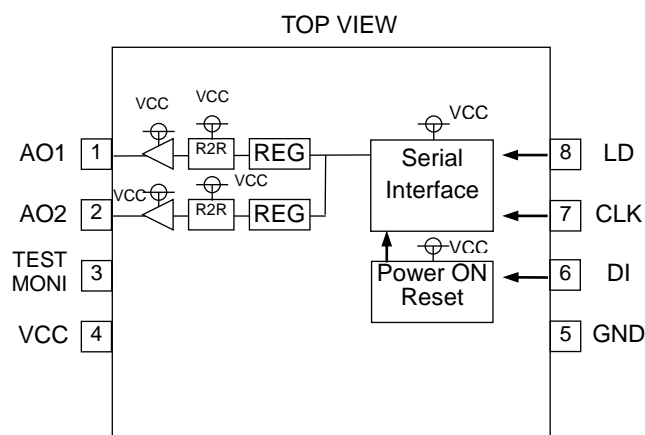 TOP VIEW
VCC
VCC
VCC
AO1
1
R2R
REG
Serial
Interface
8
LD
VCC
VCC
AO2
2
R2R
REG
7
CLK
TEST
MONI
3
VCC
Power ON
Reset
6
DI
VCC
4
5
GND